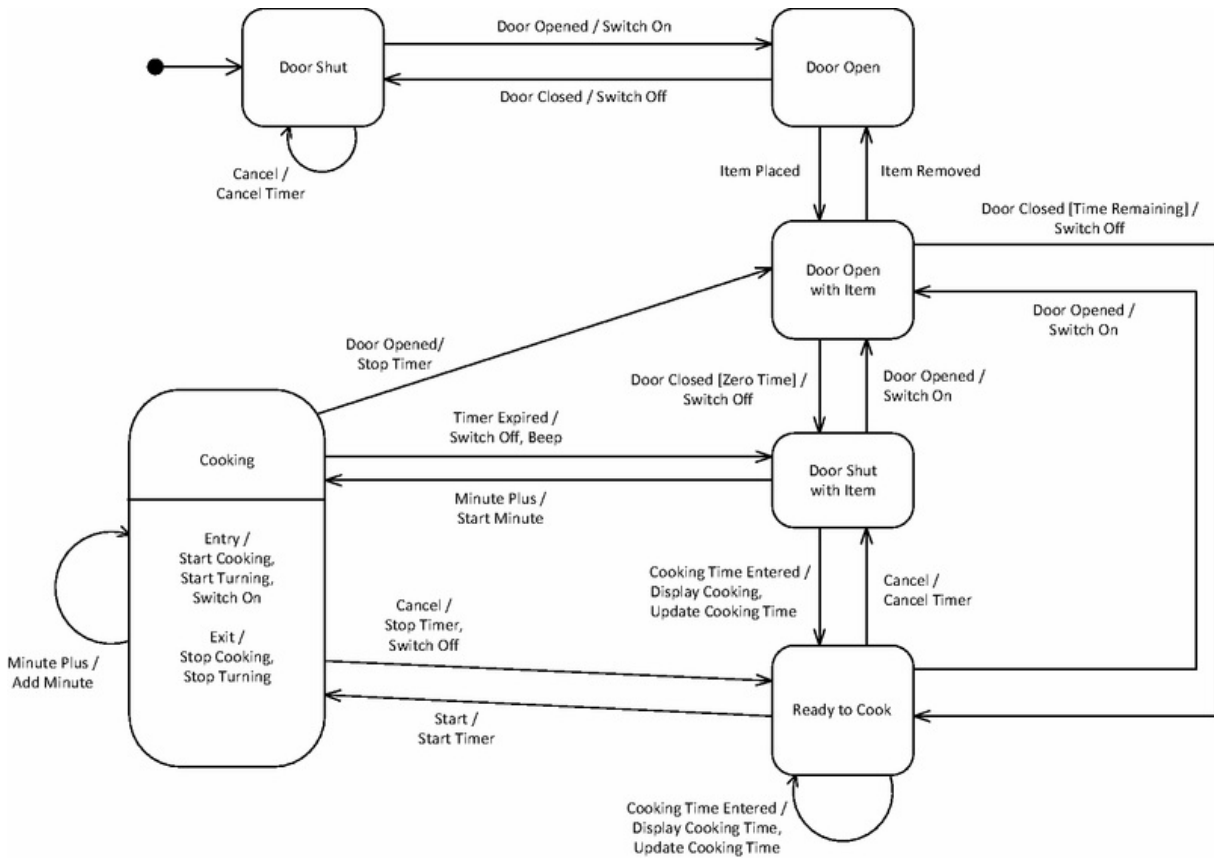 Door Opened / Switch On
Door Shut
Door Open
Door Closed / Switch Off
Cancel /
Cancel Timer
Item Placed
Item Removed
Door Closed [Time Remaining] /
Switch Off
Door Open
with Item
Door Opened /
Switch On
Door Opened/
Stop Timer
Door Closed [Zero Time] /
Switch Off
Door Opened /
Switch On
Timer Expired /
Switch Off, Beep
Cooking
Door Shut
with Item
Minute Plus /
Start Minute
Entry /
Start Cooking,
Start Turning,
Switch On
Cooking Time Entered /
Display Cooking,
Update Cooking Time
Cancel /
Cancel Timer
Cancel /
Stop Timer,
Switch Off
Exit /
Stop Cooking,
Stop Turning
Minute Plus /
Add Minute
Ready to Cook
Start /
Start Timer
Cooking Time Entered /
Display Cooking Time,
Update Cooking Time